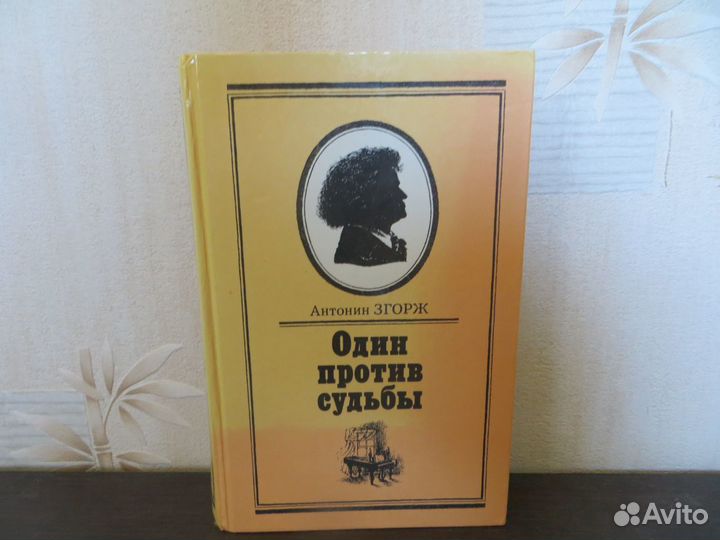 Антонин ЗГОРЖ
Один
против
судьбы
Avito